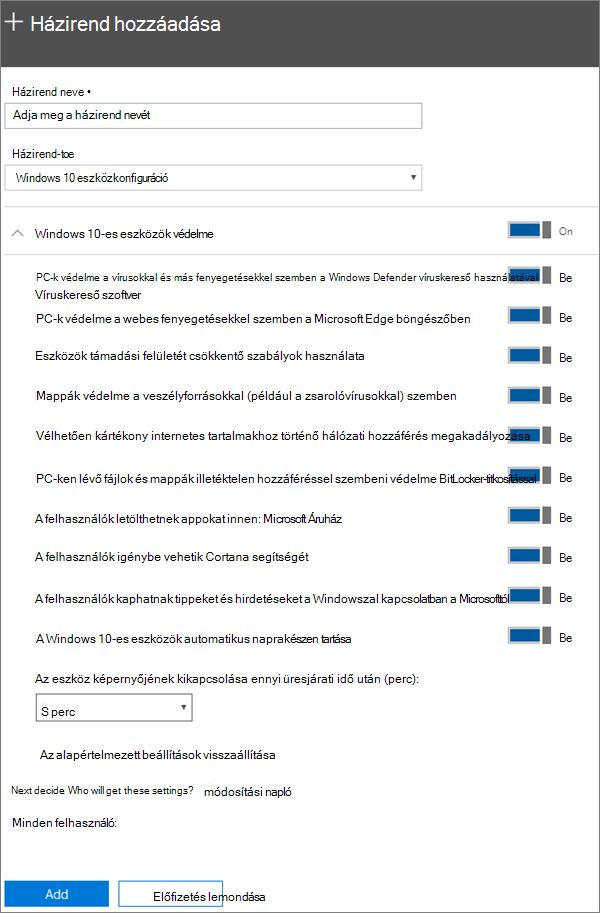 Házirend hozzáadása
Házirend neve •
Adja meg a házirend nevét
Házirend-toe
Windows 10 eszközkonfiguráció
Windows 10-es eszközök védelme On
PC-k védelme a vírusokkal és más fenyegetésekkel szemben a Windows Defender víruskereső használatával Be
Víruskereső szoftver
PC-k védelme a webes fenyegetésekkel szemben a Microsoft Edge böngészőben Be
Eszközök támadási felületét csökkentő szabályok használata Be
Mappák védelme a veszélyforrásokkal (például a zsarolóvírusokkal) szemben Be
Vélhetően kártékony internetes tartalmakhoz történő hálózati hozzáférés megakadályozása Be
PC-ken lévő fájlok és mappák illetéktelen hozzáféréssel szembeni védelme BitLocker-titkosítással Be
A felhasználók letölthetnek appokat innen: Microsoft Áruház Be
A felhasználók igénybe vehetik Cortana segítségét Be
A felhasználók kaphatnak tippeket és hirdetéseket a Windowszal kapcsolatban a Microsofttól Be
A Windows 10-es eszközök automatikus naprakészen tartása Be
Az eszköz képernyőjének kikapcsolása ennyi üresjárati idő után (perc):
S perc
Az alapértelmezett beállítások visszaállítása
Next decide Who will get these settings? módosítási napló
Minden felhasználó:
Add Előfizetés lemondása